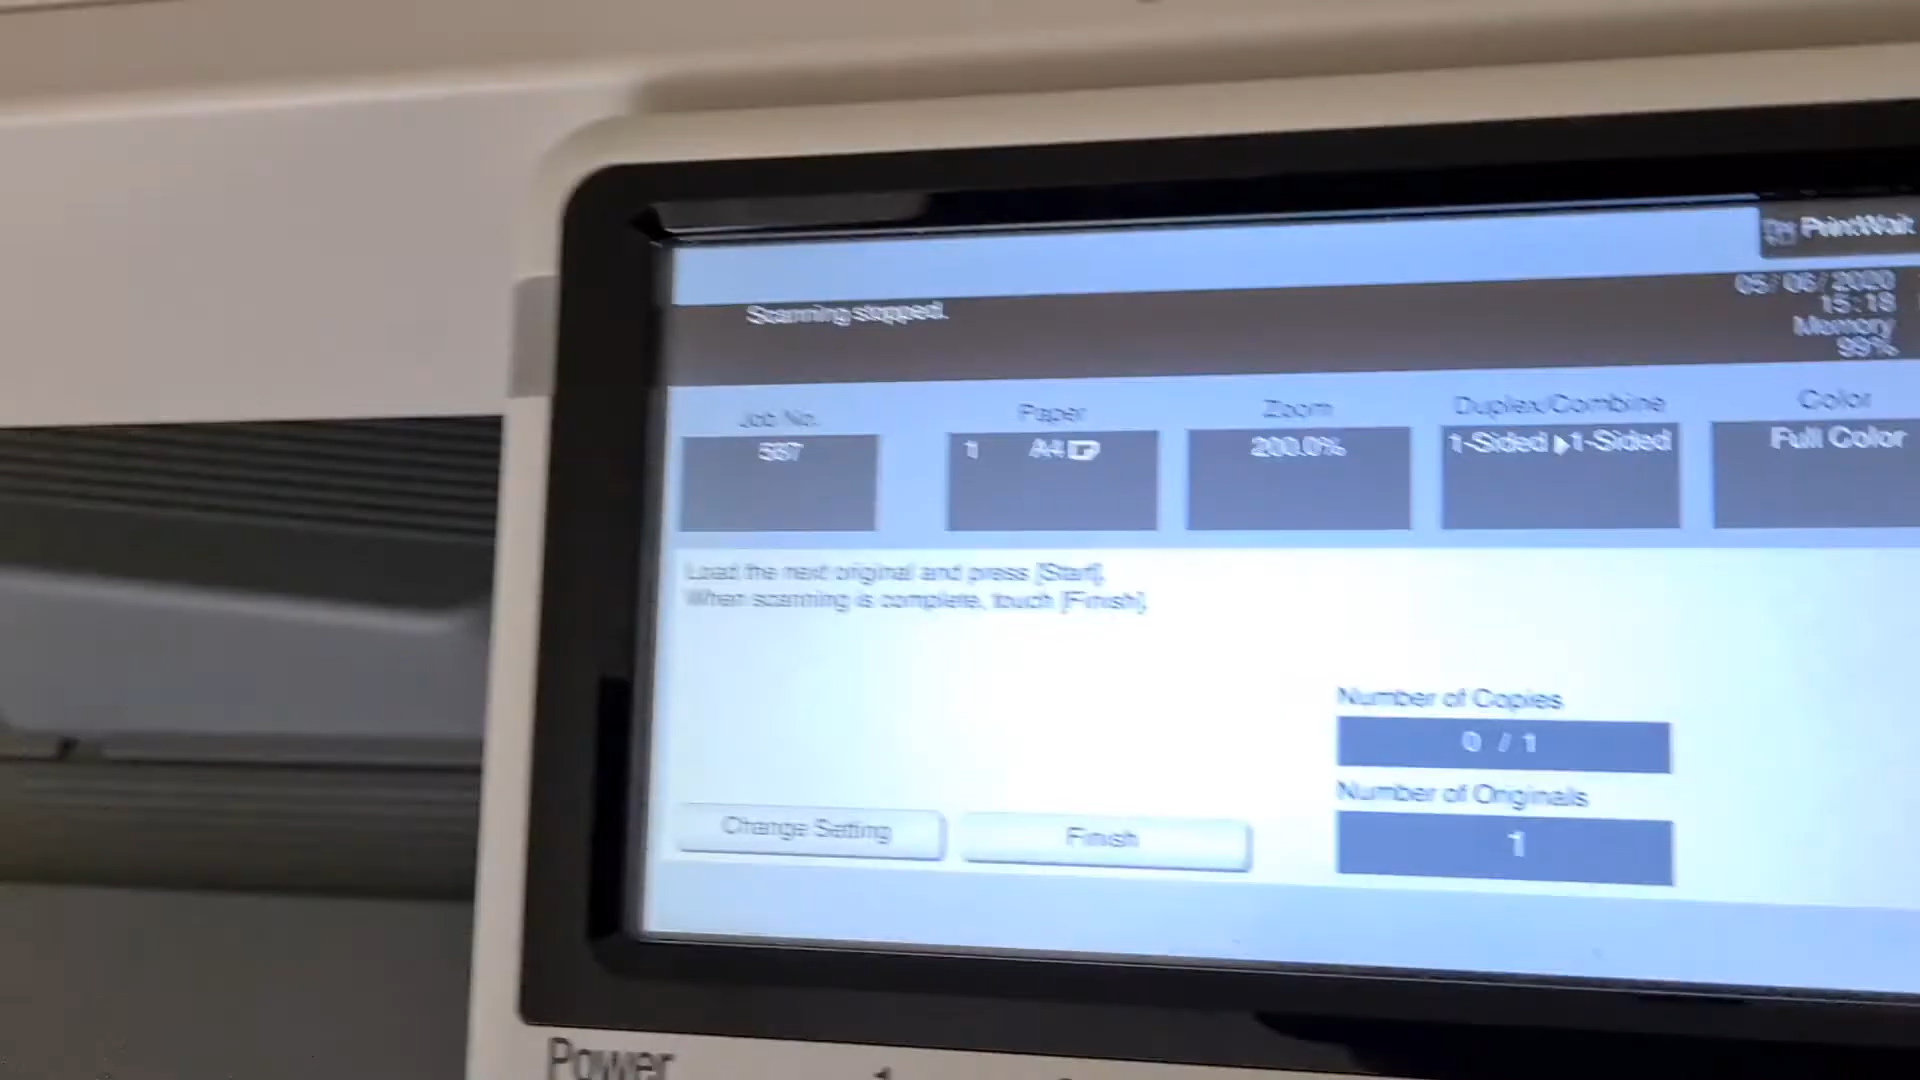 PrintWait
Scanning stopped.
05/06/2020
15:18
Memory
99%
Job No.
Paper
Zoom
Duplex/Combine
Color
587
1 A4
200.0%
1-Sided ▶1-Sided
Full Color
Load the next original and press [Start].
When scanning is complete, touch [Finish].
Number of Copies
0 / 1
Number of Originals
1
Change Setting
Finish
Power